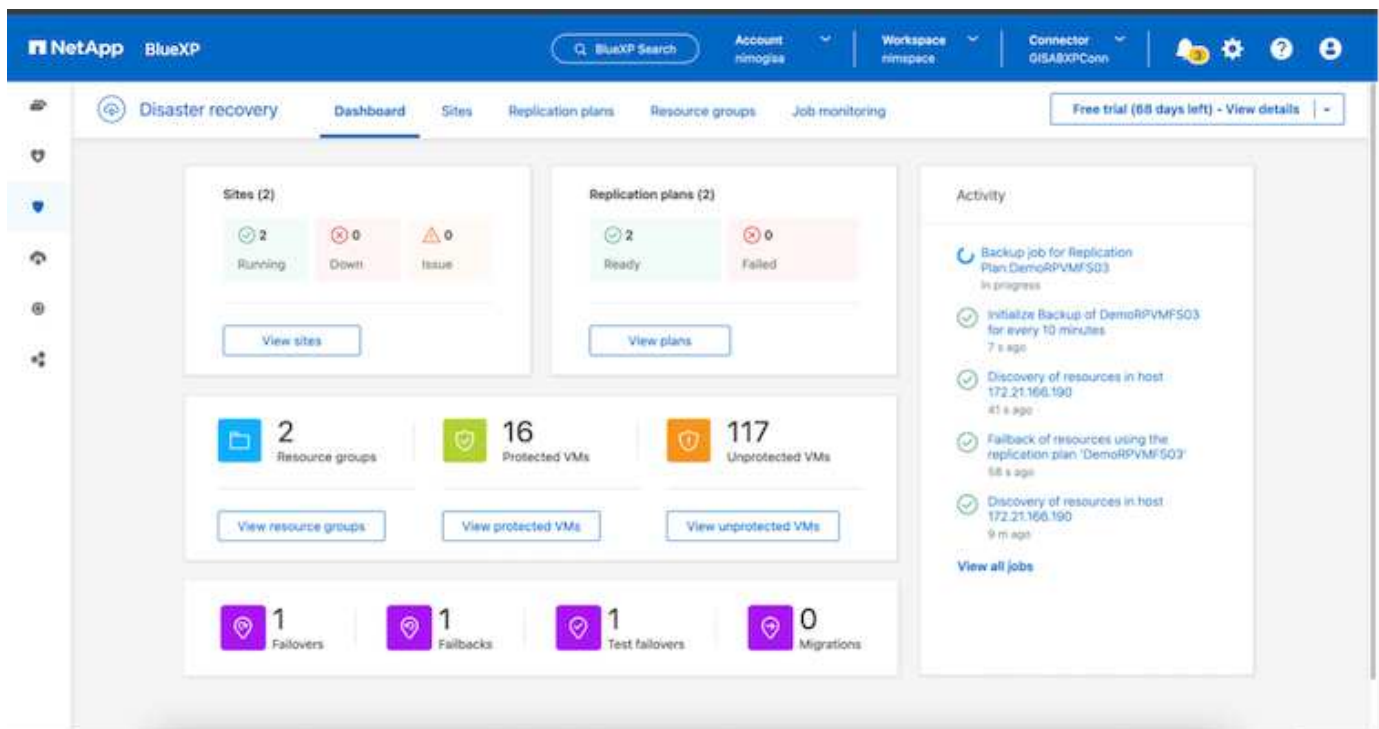 NetApp BlueXP
BlueXP Search
Account
nimogisa
Workspace
nimspace
Connector
GISABXPConn
3
Disaster recovery
Dashboard
Sites
Replication plans
Resource groups
Job monitoring
Free trial (68 days left) - View details
Sites (2)
2
Running
0
Down
0
Issue
View sites
Replication plans (2)
2
Ready
0
Failed
View plans
2
Resource groups
View resource groups
16
Protected VMs
View protected VMs
117
Unprotected VMs
View unprotected VMs
1
Failovers
1
Failbacks
1
Test failovers
0
Migrations
Activity
Backup job for Replication
Plan:DemoRPVMFS03
In progress
Initialize Backup of DemoRPVMFS03
for every 10 minutes
7 s ago
Discovery of resources in host
172.21.166.190
41 s ago
Failback of resources using the
replication plan 'DemoRPVMFS03'
58 s ago
Discovery of resources in host
172.21.166.190
9 m ago
View all jobs